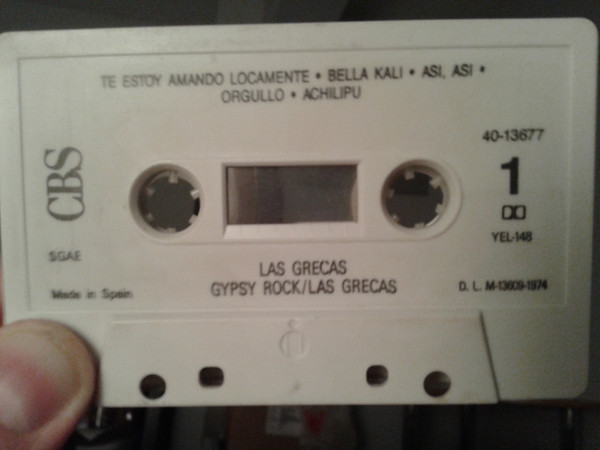 TE ESTOY AMANDO LOCAMENTE • BELLA KALI • ASI, ASI •
ORGULLO • ACHILIPU
CBS
40-13677
1
YEL-148
SGAE
Made in Spain
LAS GRECAS
GYPSY ROCK/LAS GRECAS
D. L. M-13609-1974